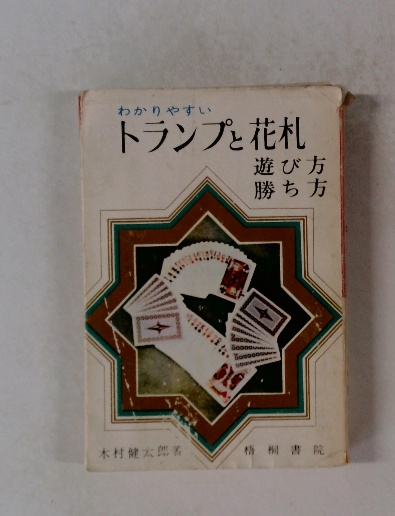 わかりやすい
トランプと花札
遊び方
勝ち方
木村健太郎著
梧桐書院